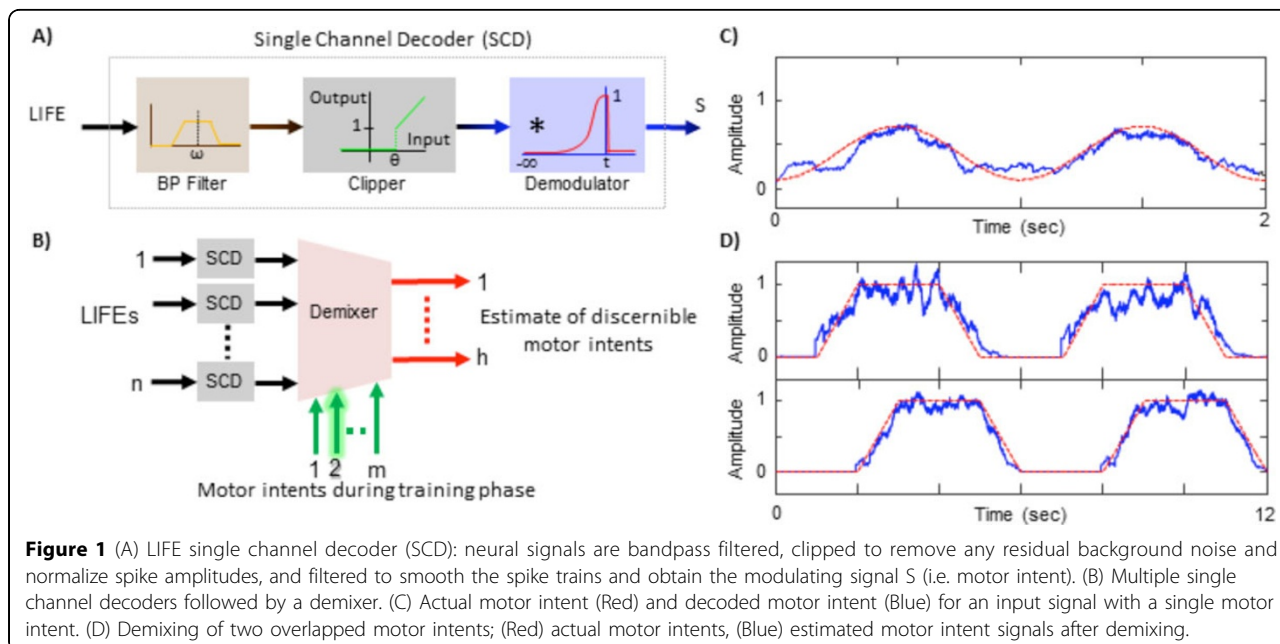 A)
Single Channel Decoder (SCD)
LIFE
ω
BP Filter
Output
1
Input
θ
Clipper
*
1
-∞
t
Demodulator
S
B)
1
SCD
SCD
LIFEs
n
SCD
Demixer
1
h
Estimate of discernible
motor intents
1
2
m
Motor intents during training phase
C)
Amplitude
1
0
0
2
Time (sec)
D)
Amplitude
1
0
Amplitude
1
0
0
12
Time (sec)
Figure 1 (A) LIFE single channel decoder (SCD): neural signals are bandpass filtered, clipped to remove any residual background noise and
normalize spike amplitudes, and filtered to smooth the spike trains and obtain the modulating signal S (i.e. motor intent). (B) Multiple single
channel decoders followed by a demixer. (C) Actual motor intent (Red) and decoded motor intent (Blue) for an input signal with a single motor
intent. (D) Demixing of two overlapped motor intents; (Red) actual motor intents, (Blue) estimated motor intent signals after demixing.